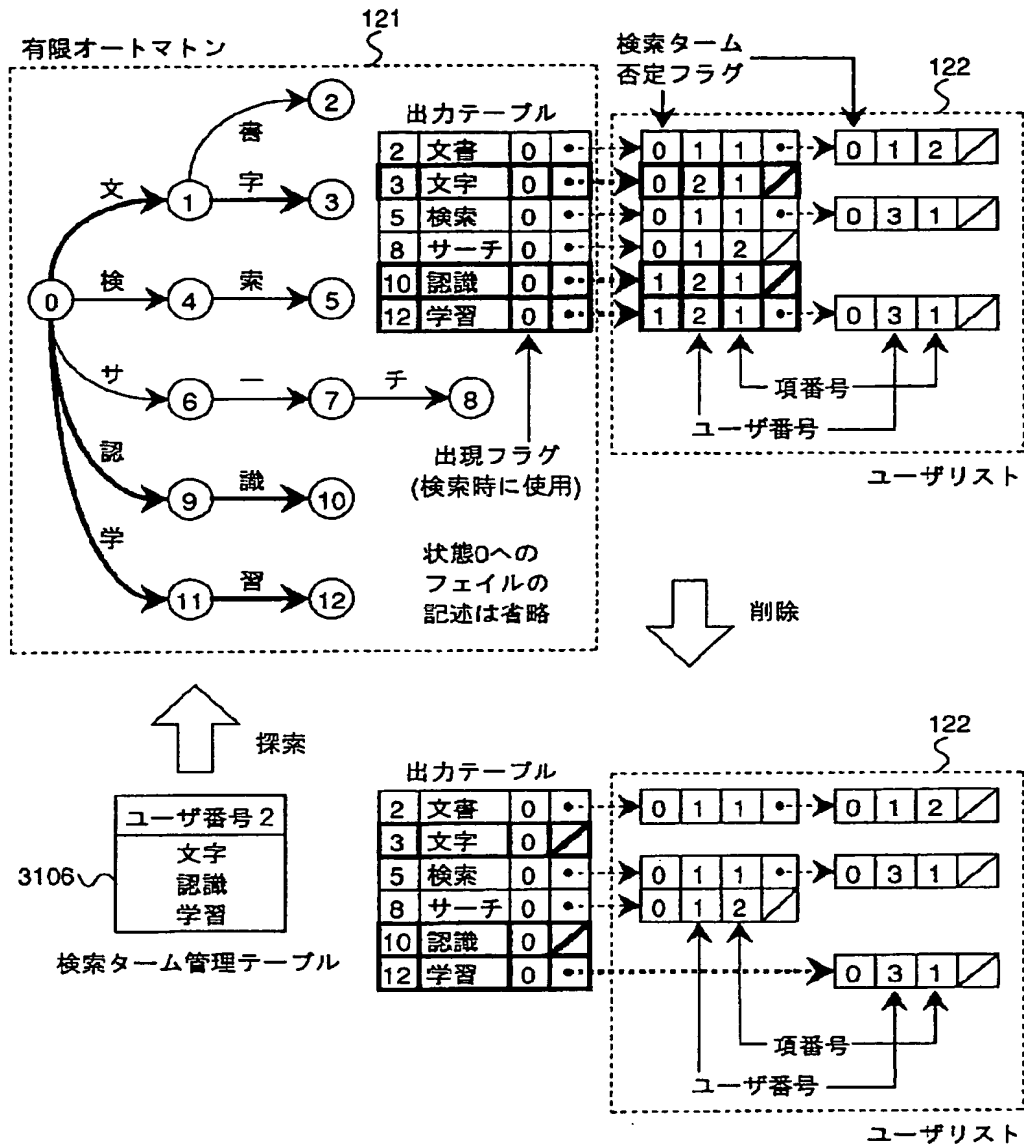 有限オートマトン
121
検索ターム
否定フラグ
122
出力テーブル
2 文書 0 0 1 1 0 1 2
3 文字 0 0 2 1
5 検索 0 0 1 1 0 3 1
8 サーチ 0 0 1 2
10 認識 0 1 2 1
12 学習 0 1 2 1 0 3 1
書
2
文
1
字
3
0
検
4
索
5
サ
6
ー
7
チ
8
認
9
識
10
学
11
習
12
項番号
ユーザ番号
出現フラグ
(検索時に使用)
ユーザリスト
状態0への
フェイルの
記述は省略
削除
探索
122
ユーザ番号2
文字
認識
学習
3106
検索ターム管理テーブル
出力テーブル
2 文書 0 0 1 1 0 1 2
3 文字 0
5 検索 0 0 1 1 0 3 1
8 サーチ 0 0 1 2
10 認識 0
12 学習 0 0 3 1
項番号
ユーザ番号
ユーザリスト